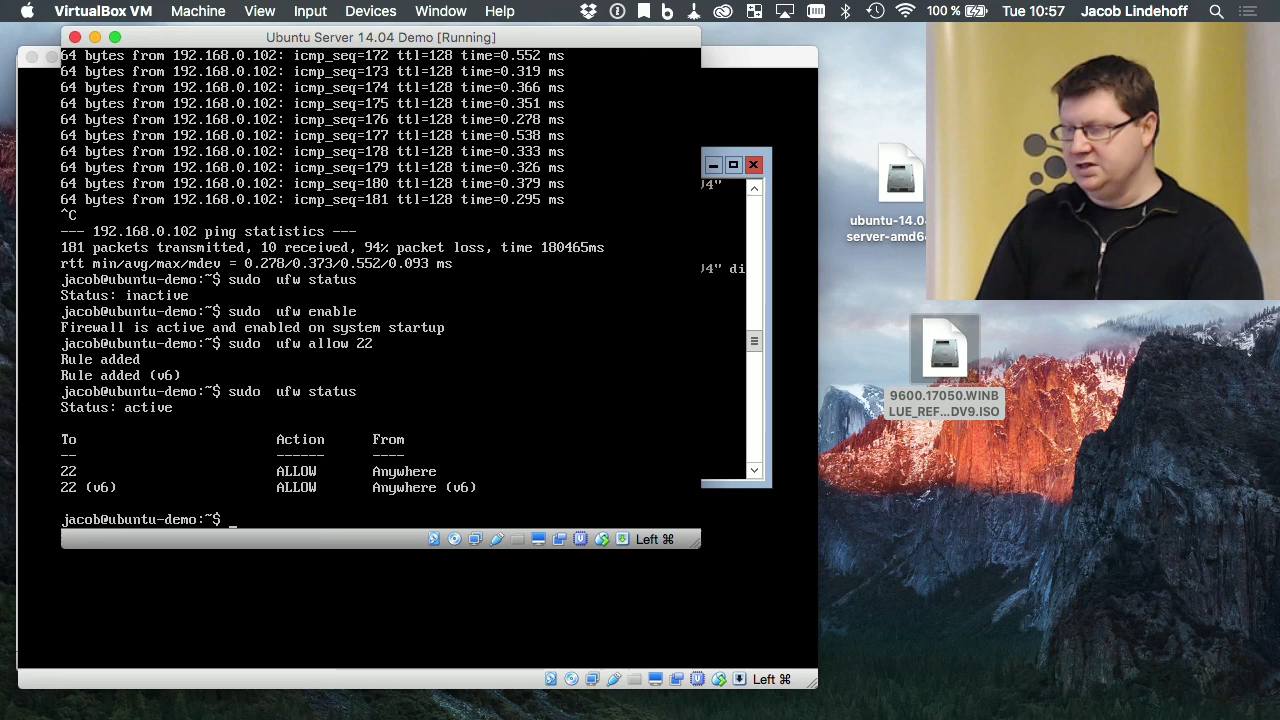 VirtualBox VM Machine View Input Devices Window Help 100 % Tue 10:57 Jacob Lindehoff
Ubuntu Server 14.04 Demo [Running]
64 bytes from 192.168.0.102: icmp_seq=172 ttl=128 time=0.552 ms
64 bytes from 192.168.0.102: icmp_seq=173 ttl=128 time=0.319 ms
64 bytes from 192.168.0.102: icmp_seq=174 ttl=128 time=0.366 ms
64 bytes from 192.168.0.102: icmp_seq=175 ttl=128 time=0.351 ms
64 bytes from 192.168.0.102: icmp_seq=176 ttl=128 time=0.278 ms
64 bytes from 192.168.0.102: icmp_seq=177 ttl=128 time=0.538 ms
64 bytes from 192.168.0.102: icmp_seq=178 ttl=128 time=0.333 ms
64 bytes from 192.168.0.102: icmp_seq=179 ttl=128 time=0.326 ms
64 bytes from 192.168.0.102: icmp_seq=180 ttl=128 time=0.379 ms
64 bytes from 192.168.0.102: icmp_seq=181 ttl=128 time=0.295 ms
^C
--- 192.168.0.102 ping statistics ---
181 packets transmittd, 10 received, 94% packet loss, time 180465ms
rtt min/avg/max/mdev = 0.278/0.373/0.552/0.093 ms
jacob@ubuntu-demo:~$ sudo  ufw status
Status: inactive
jacob@ubuntu-demo:~$ sudo  ufw enable
Firewall is active and enabled on system startup
jacob@ubuntu-demo:~$ sudo  ufw allow 22
Rule added
Rule added (v6)
jacob@ubuntu-demo:~$ sudo  ufw status
Status: active
To Action From
-- ------ ----
22 ALLOW Anywhere
22 (v6) ALLOW Anywhere (v6)
jacob@ubuntu-demo:~$ _
Left ⌘
4"
4" di
Left ⌘
ubuntu-14.0
server-amd6
9600.17050.WINB
LUE_REF...DV9.ISO